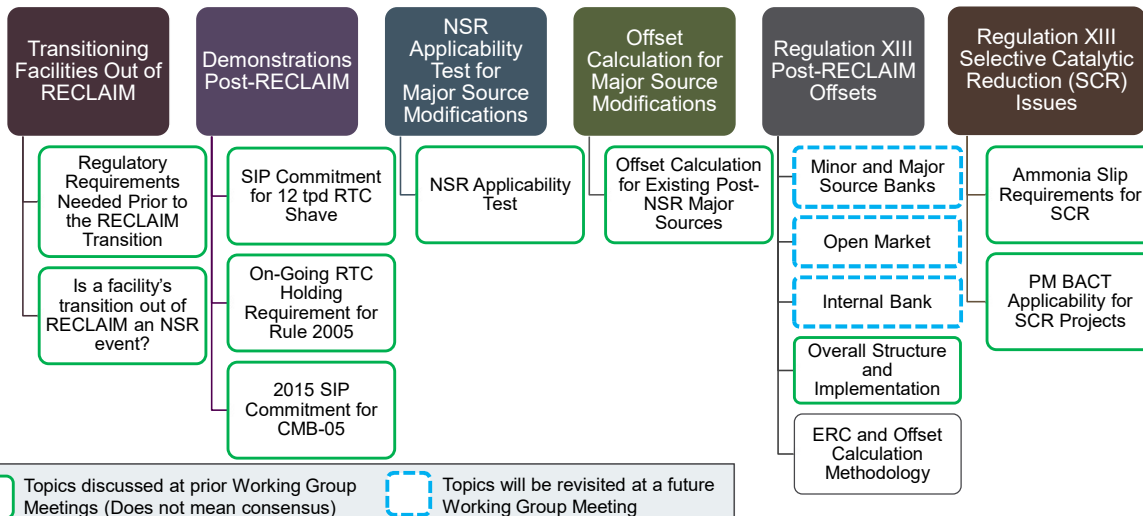 Transitioning
Facilities Out of
RECLAIM
Regulatory
Requirements
Needed Prior to
the RECLAIM
Transition
Is a facility's
transition out of
RECLAIM an NSR
event?
Demonstrations
Post-RECLAIM
SIP Commitment
for 12 tpd RTC
Shave
On-Going RTC
Holding
Requirement for
Rule 2005
2015 SIP
Commitment for
CMB-05
NSR
Applicability
Test for
Major Source
Modifications
NSR Applicability
Test
Offset
Calculation for
Major Source
Modifications
Offset Calculation
for Existing Post-
NSR Major
Sources
Regulation XIII
Post-RECLAIM
Offsets
Minor and Major
Source Banks
Open Market
Internal Bank
Overall Structure
and
Implementation
ERC and Offset
Calculation
Methodology
Regulation XIII
Selective Catalytic
Reduction (SCR)
Issues
Ammonia Slip
Requirements for
SCR
PM BACT
Applicability for
SCR Projects
Topics discussed at prior Working Group
Meetings (Does not mean consensus)
Topics will be revisited at a future
Working Group Meeting